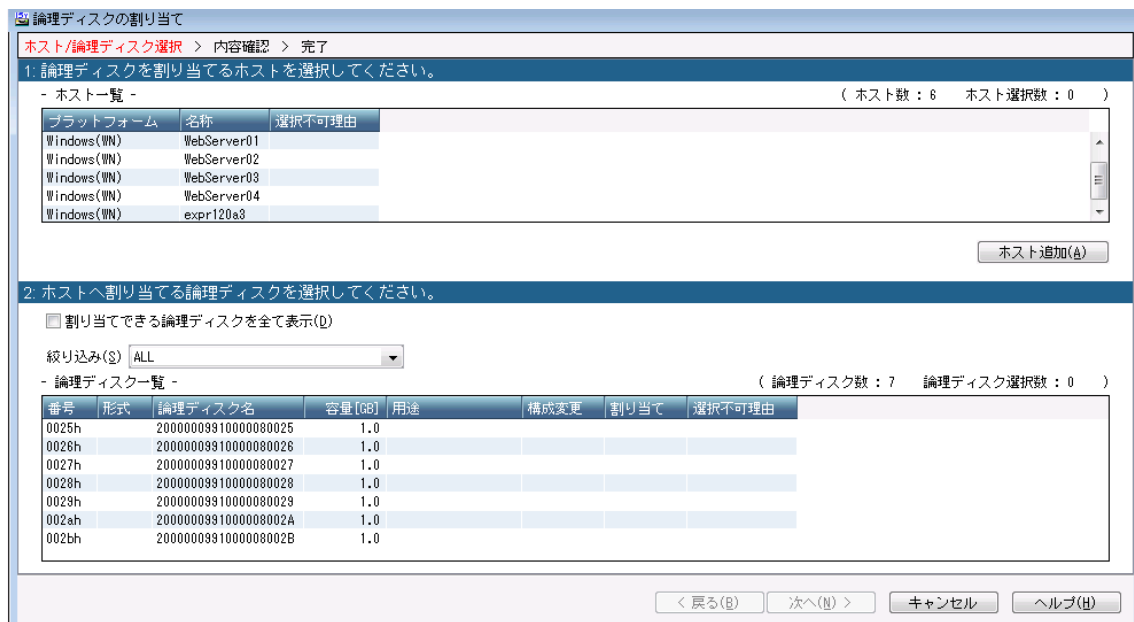 論理ディスクの割り当て
ホスト/論理ディスク選択 > 内容確認 > 完了
1: 論理ディスクを割り当てるホストを選択してください。
- ホスト一覧 - ( ホスト数 : 6 ホスト選択数 : 0 )
プラットフォーム 名称 選択不可理由
Windows(WN) WebServer01
Windows(WN) WebServer02
Windows(WN) WebServer03
Windows(WN) WebServer04
Windows(WN) expr120a3
ホスト追加(A)
2: ホストへ割り当てる論理ディスクを選択してください。
割り当てできる論理ディスクを全て表示(D)
絞り込み(S) ALL
- 論理ディスク一覧 - ( 論理ディスク数 : 7 論理ディスク選択数 : 0 )
番号 形式 論理ディスク名 容量[GB] 用途 構成変更 割り当て 選択不可理由
0025h 20000009910000080025 1.0
0026h 20000009910000080026 1.0
0027h 20000009910000080027 1.0
0028h 20000009910000080028 1.0
0029h 20000009910000080029 1.0
002ah 2000000991000008002A 1.0
002bh 2000000991000008002B 1.0
< 戻る(B) 次へ(N) > キャンセル ヘルプ(H)